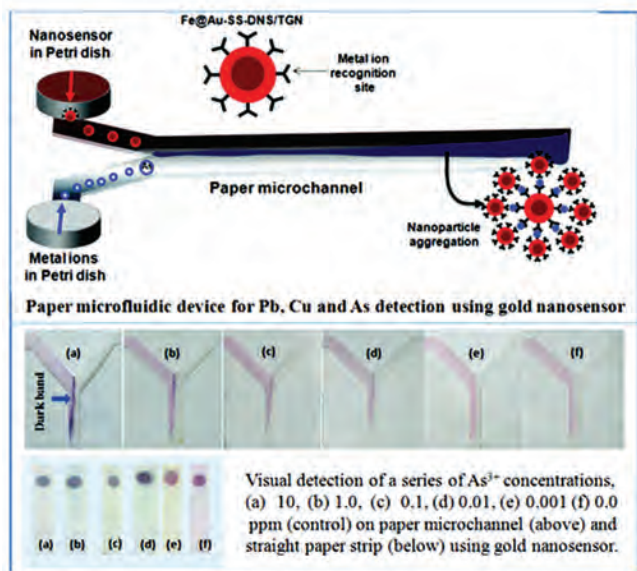 Fe@Au-SS-DNS/TGN
Nanosensor
in Petri dish
Metal ion
recognition
site
As
Paper microchannel
Nanoparticle
aggregation
Metal ions
in Petri dish
Paper microfluidic device for Pb, Cu and As detection using gold nanosensor
(a) (b) (c) (d) (e) (f)
Dark band
(a) (b) (c) (d) (e) (f)
Visual detection of a series of As³⁺ concentrations,
(a) 10, (b) 1.0, (c) 0.1, (d) 0.01, (e) 0.001 (f) 0.0
ppm (control) on paper microchannel (above) and
straight paper strip (below) using gold nanosensor.